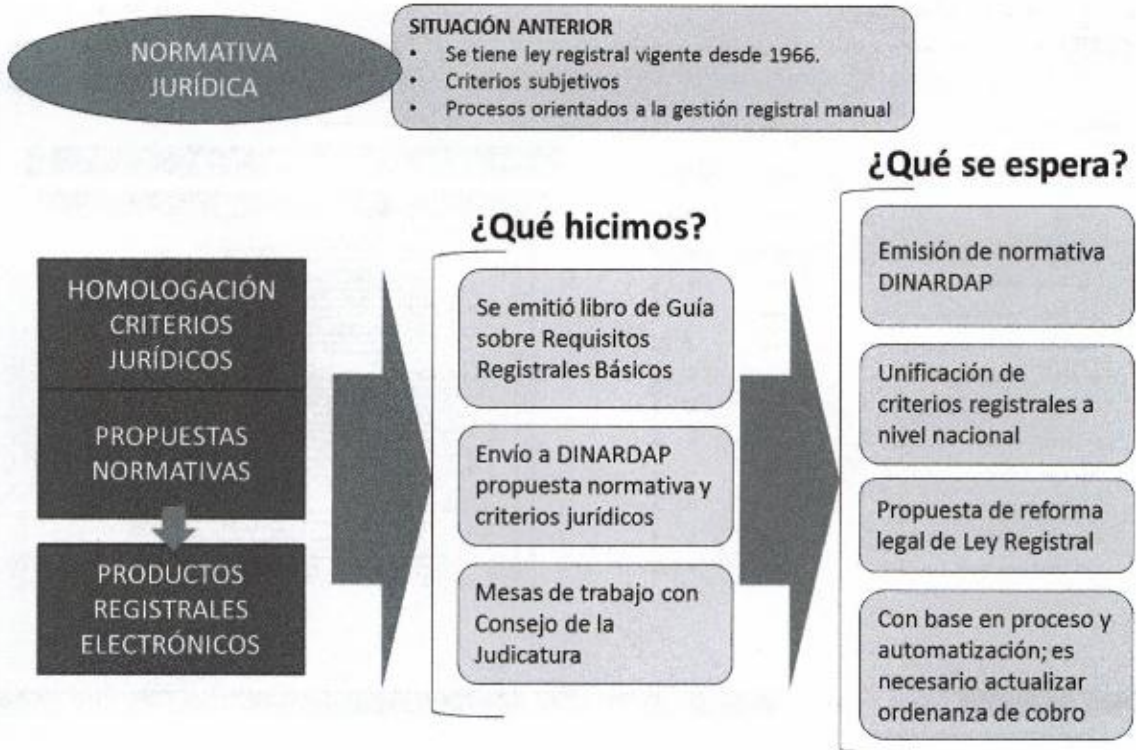 NORMATIVA
JURÍDICA
SITUACIÓN ANTERIOR
• Se tiene ley registral vigente desde 1966.
• Criterios subjetivos
• Procesos orientados a la gestión registral manual
HOMOLOGACIÓN
CRITERIOS
JURÍDICOS
PROPUESTAS
NORMATIVAS
PRODUCTOS
REGISTRALES
ELECTRÓNICOS
¿Qué hicimos?
Se emitió libro de Guía
sobre Requisitos
Registrales Básicos
Envío a DINARDAP
propuesta normativa y
criterios jurídicos
Mesas de trabajo con
Consejo de la
Judicatura
¿Qué se espera?
Emisión de normativa
DINARDAP
Unificación de
criterios registrales a
nivel nacional
Propuesta de reforma
legal de Ley Registral
Con base en proceso y
automatización; es
necesario actualizar
ordenanza de cobro